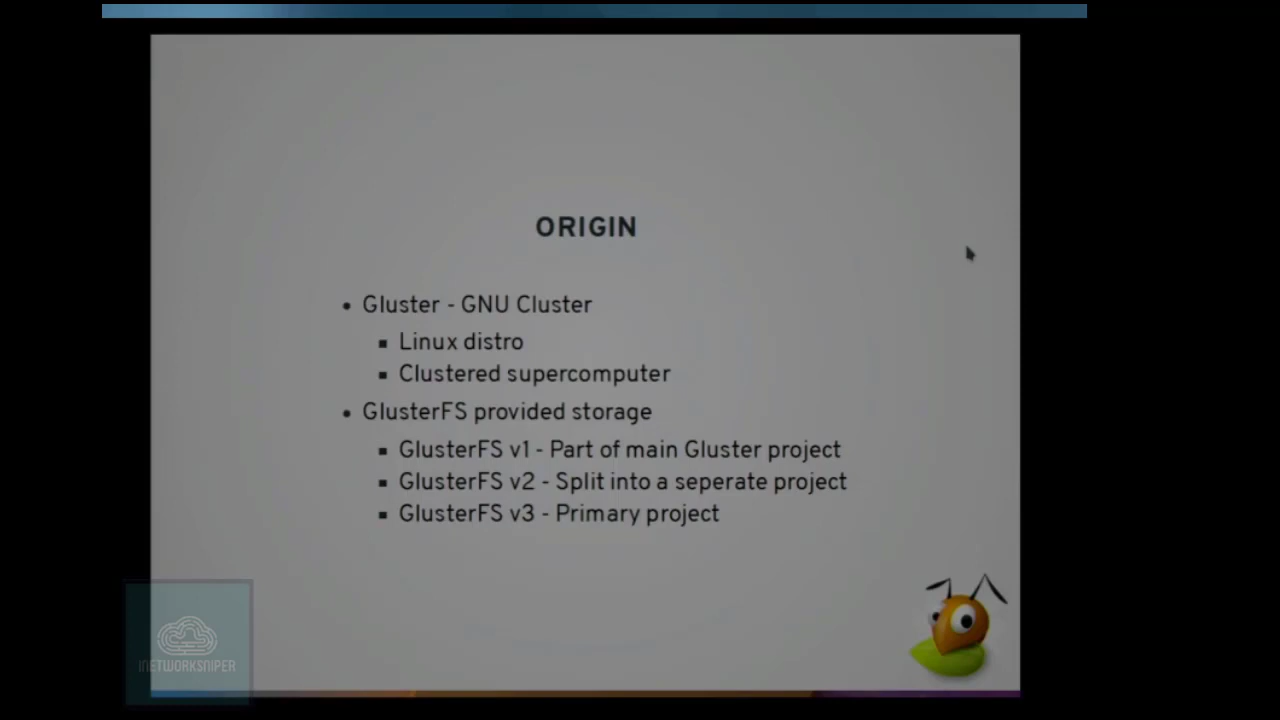 ORIGIN
• Gluster - GNU Cluster
▪ Linux distro
▪ Clustered supercomputer
• GlusterFS provided storage
▪ GlusterFS v1 - Part of main Gluster project
▪ GlusterFS v2 - Split into a seperate project
▪ GlusterFS v3 - Primary project
INETWORKSNIPER